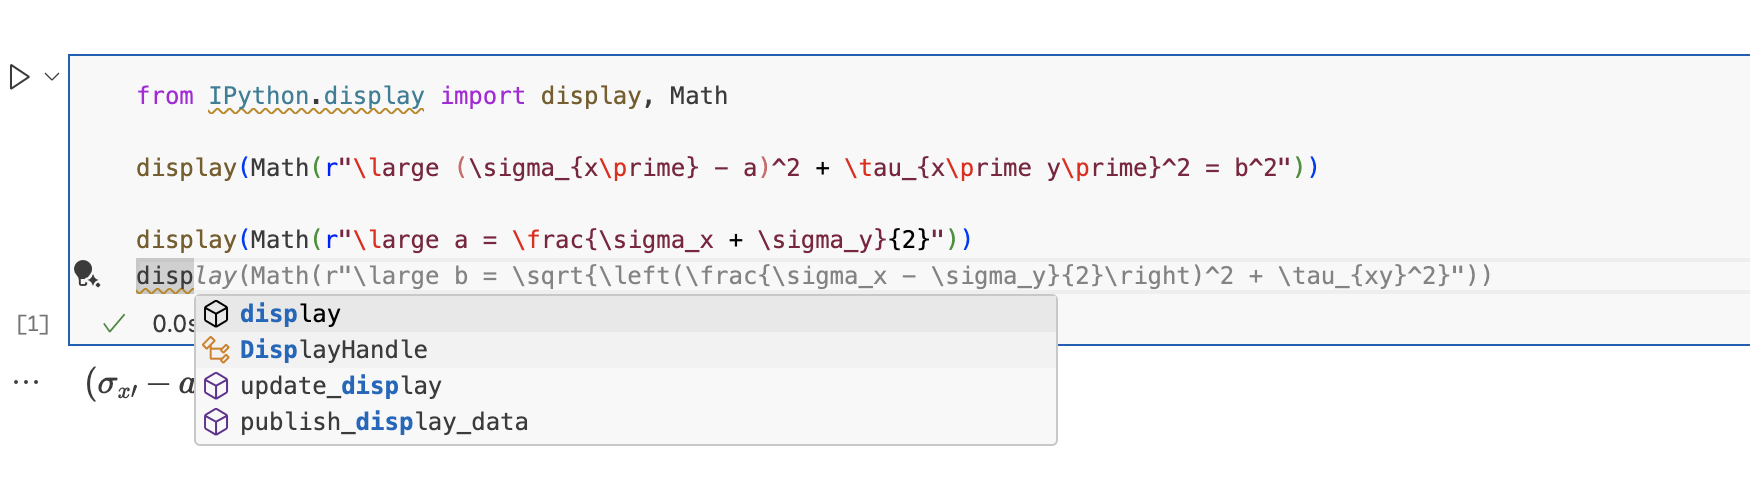 from IPython.display import display, Math
display(Math(r"\large (\sigma_{x\prime} - a)^2 + \tau_{x\prime y\prime}^2 = b^2"))
display(Math(r"\large a = \frac{\sigma_x + \sigma_y}{2}"))
display(Math(r"\large b = \sqrt{\left(\frac{\sigma_x - \sigma_y}{2}\right)^2 + \tau_{xy}^2}"))
display
[1] 0.0s
DisplayHandle
(σx′ − a
update_display
publish_display_data